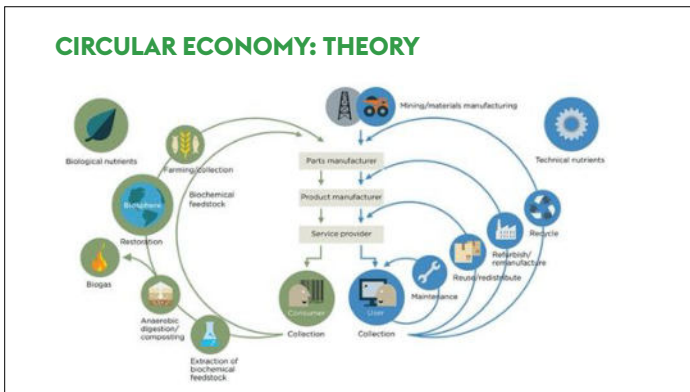 CIRCULAR ECONOMY: THEORY
Mining/materials manufacturing
Biological nutrients
Farming/collection
Technical nutrients
Parts manufacturer
Biochemical
feedstock
Product manufacturer
Biosphere
Restoration
Service provider
Recycle
Refurbish/
remanufacture
Reuse/redistribute
Maintenance
Biogas
Anaerobic
digestion/
composting
Consumer
User
Collection
Collection
Extraction of
biochemical
feedstock